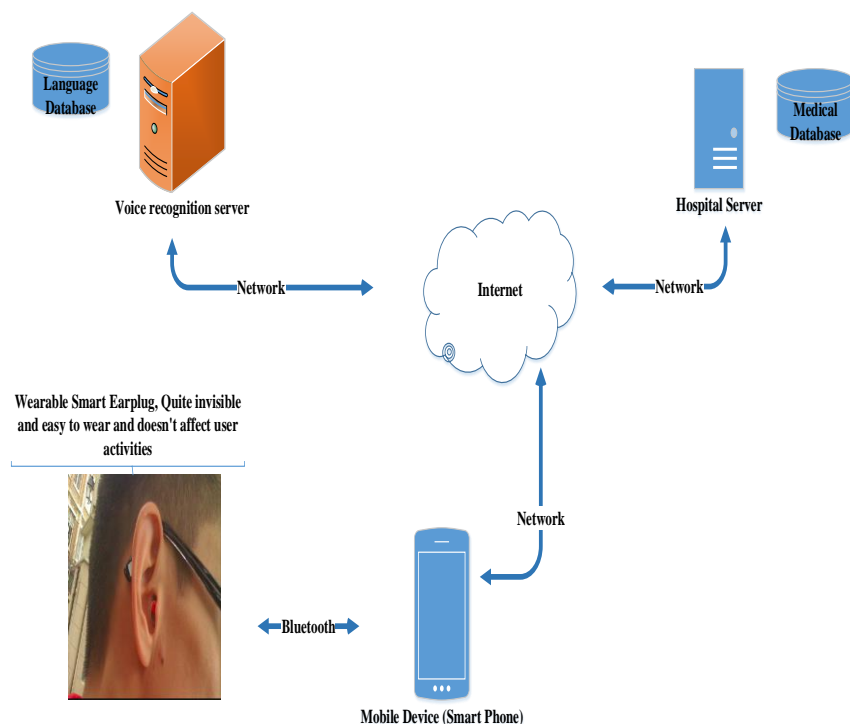 Language
Database
Medical
Database
Voice recognition server
Hospital Server
Network
Internet
Network
Wearable Smart Earplug, Quite invisible
and easy to wear and doesn't affect user
activities
Network
Bluetooth
Mobile Device (Smart Phone)